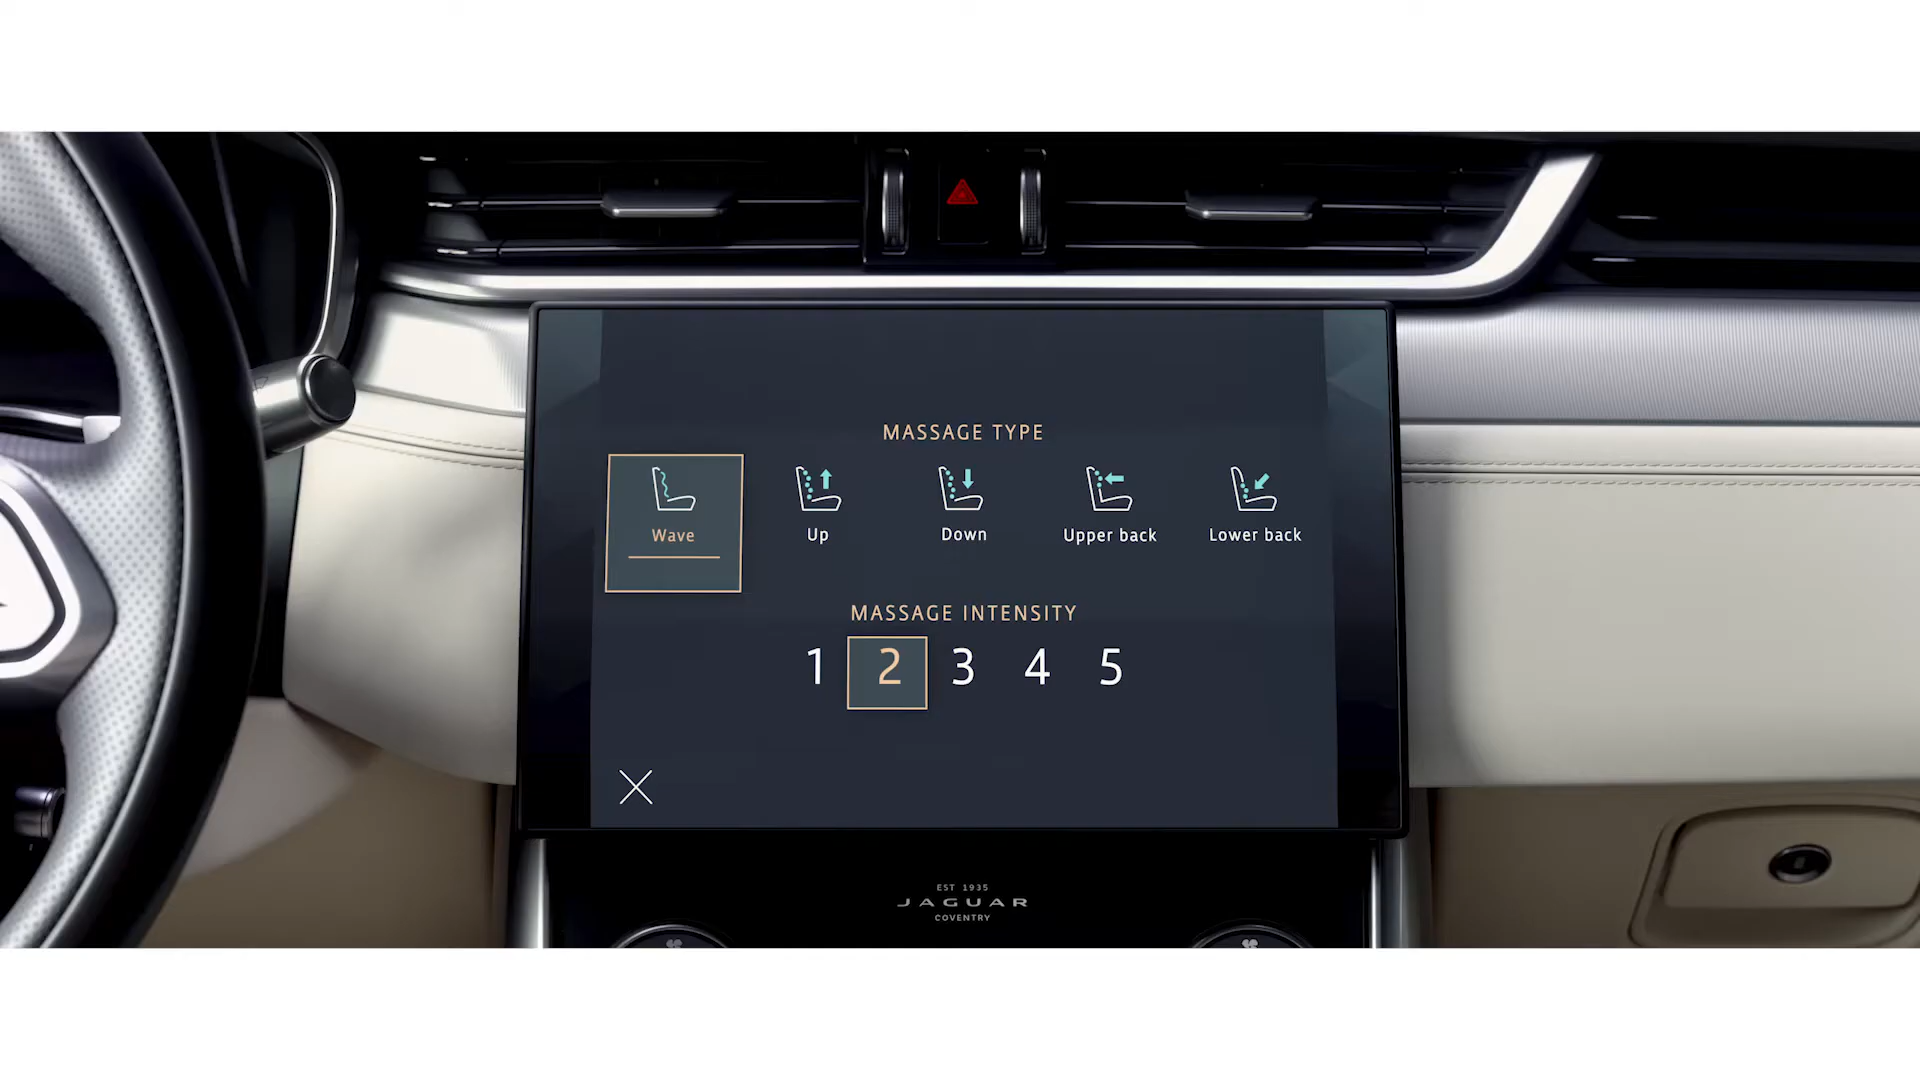 MASSAGE TYPE
Wave
Up
Down
Upper back
Lower back
MASSAGE INTENSITY
1 2 3 4 5
EST 1935
JAGUAR
COVENTRY